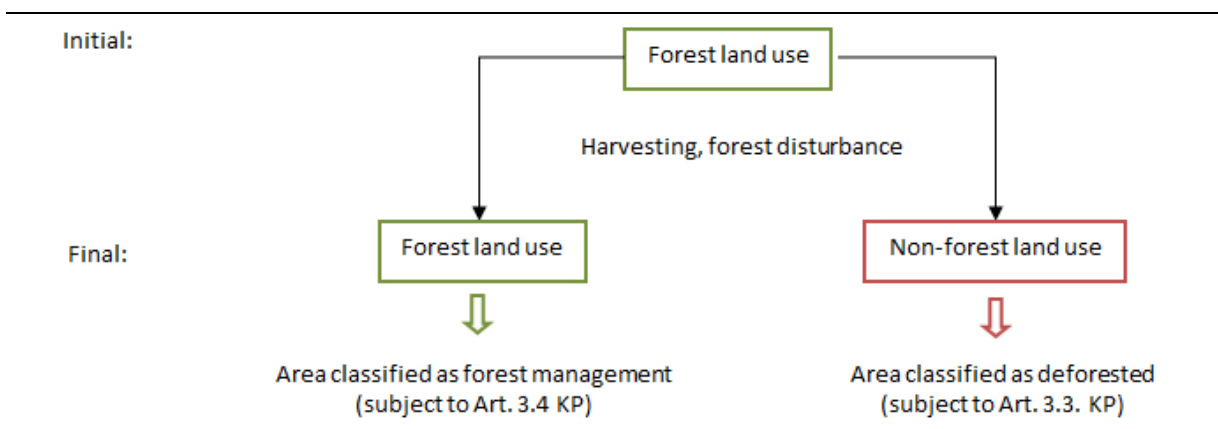 Initial:
Forest land use
Harvesting, forest disturbance
Final:
Forest land use
Non-forest land use
Area classified as forest management
(subject to Art. 3.4 KP)
Area classified as deforested
(subject to Art. 3.3. KP)